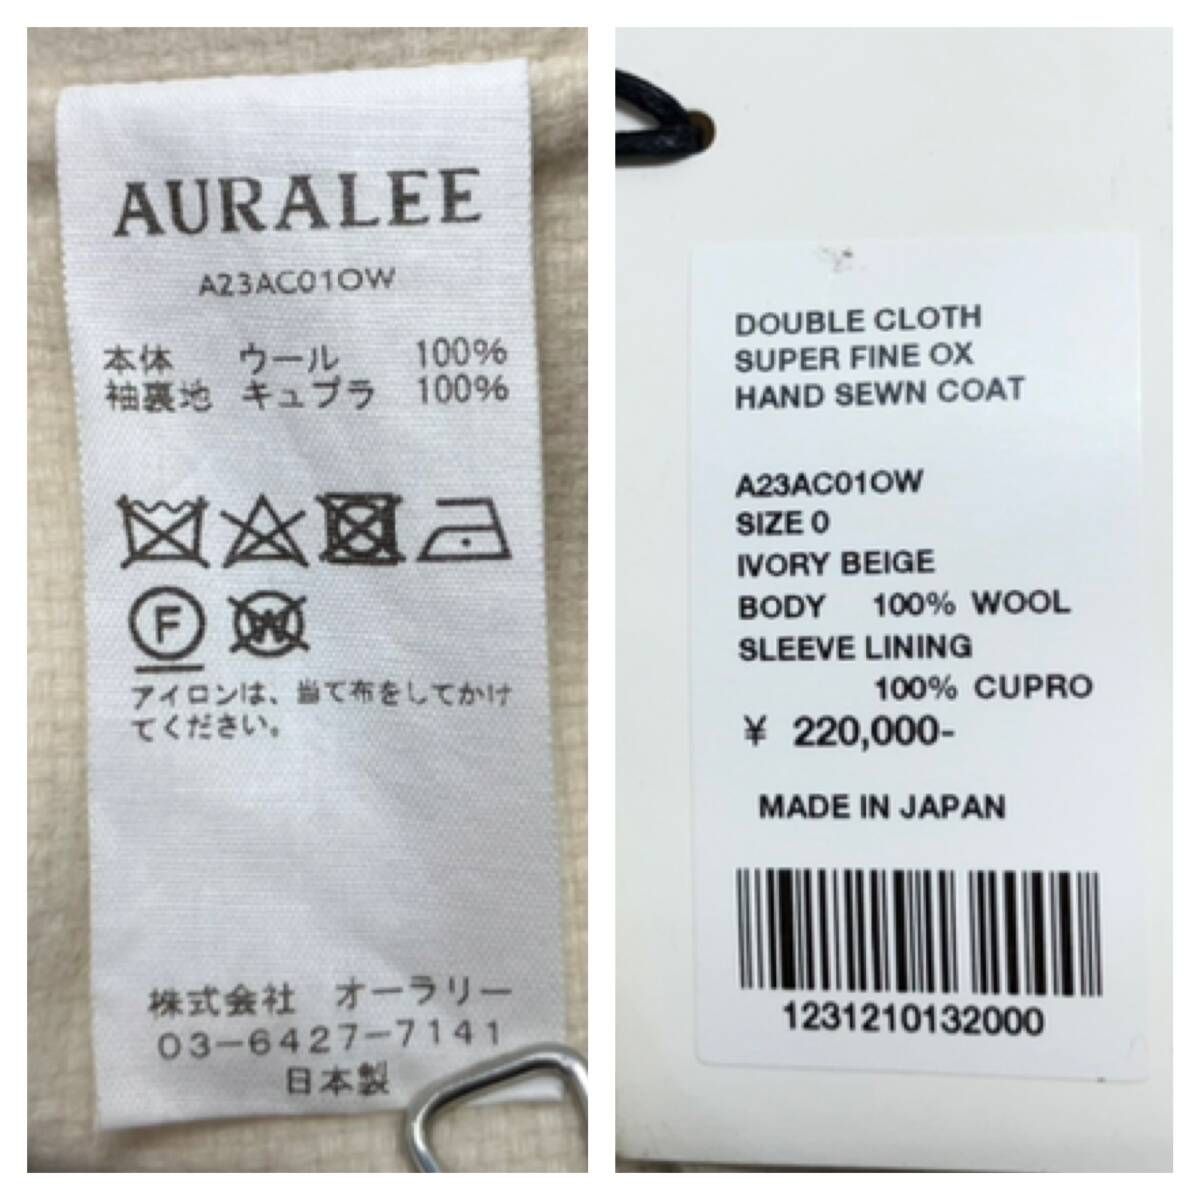 AURALEE
A23AC01OW
本体 ウール 100%
袖裏地 キュプラ 100%
F W
アイロンは、当て布をしてかけ
てください。
株式会社 オーラリー
03-6427-7141
日本製
DOUBLE CLOTH
SUPER FINE OX
HAND SEWN COAT
A23AC01OW
SIZE 0
IVORY BEIGE
BODY 100% WOOL
SLEEVE LINING
100% CUPRO
¥ 220,000-
MADE IN JAPAN
1231210132000